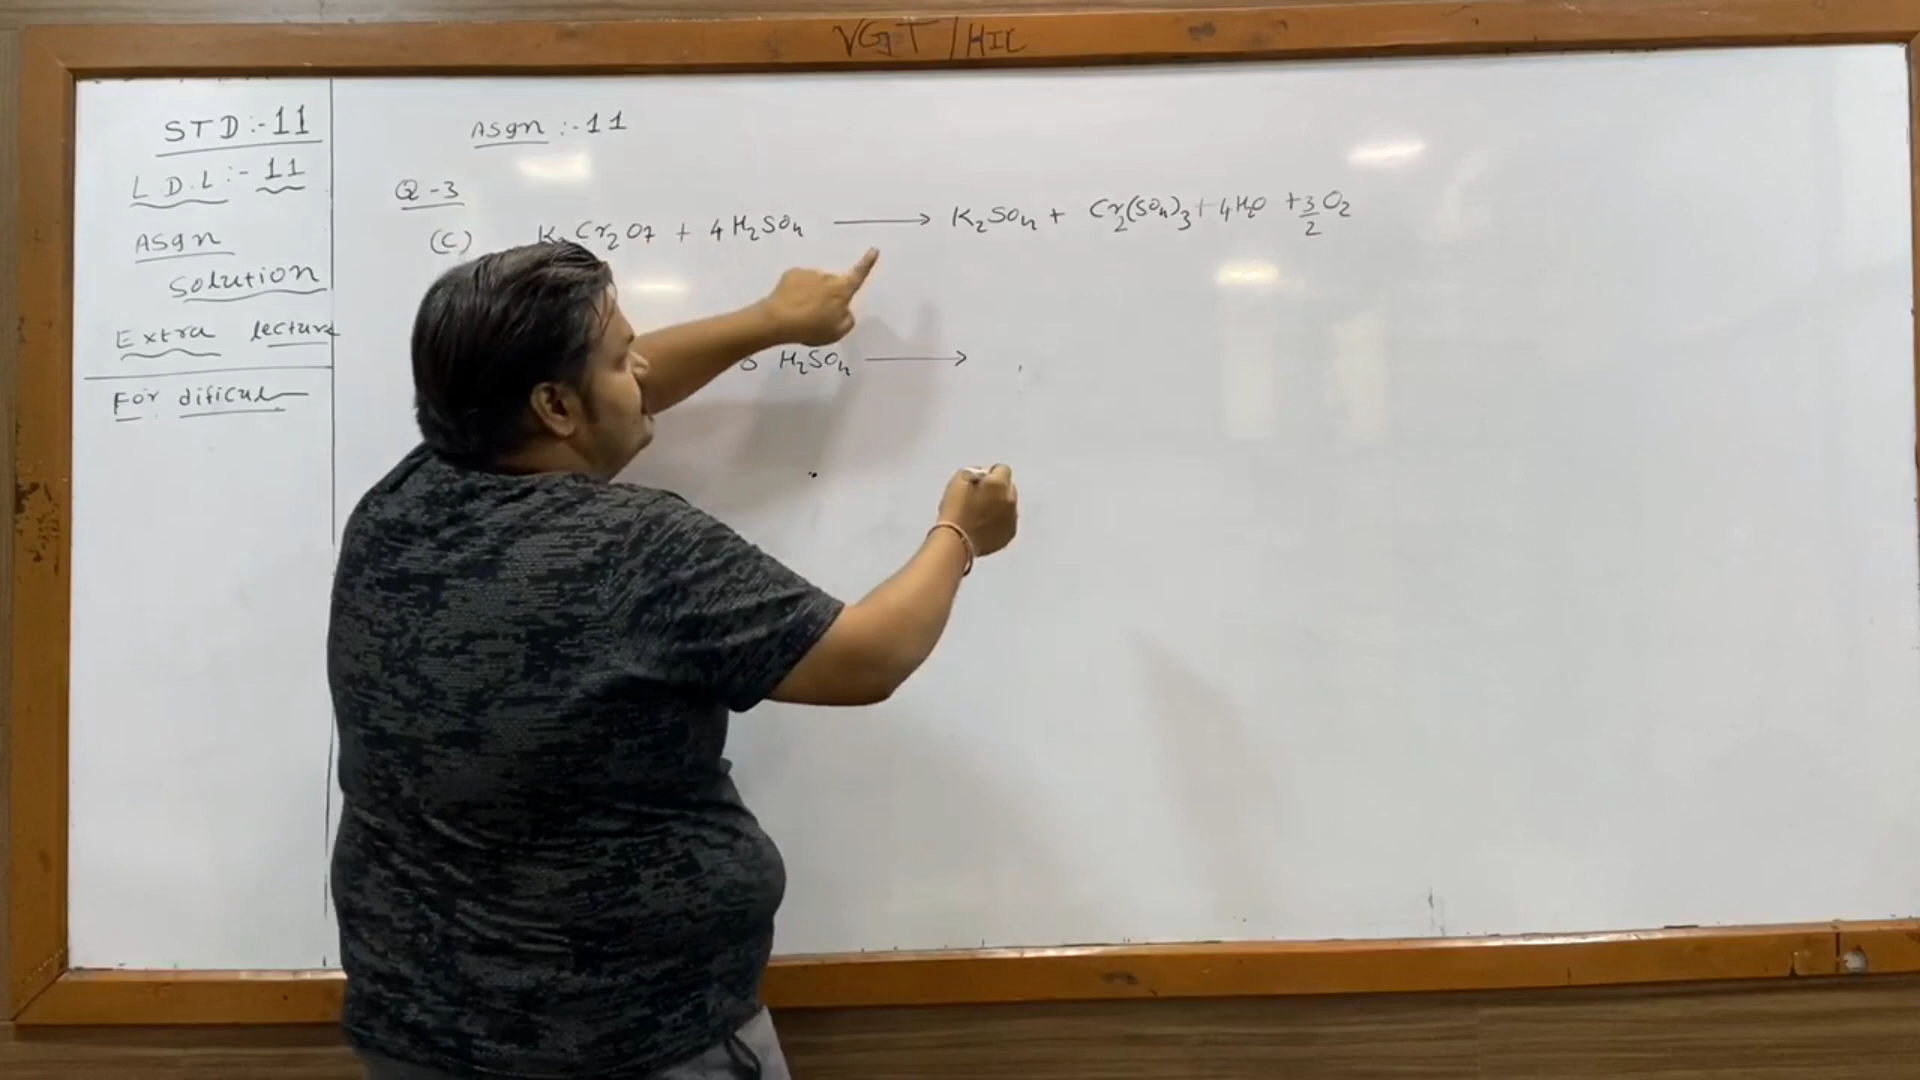 VGT/HIC
STD:-11
L.D.L:-11
Asgn
Solution
Extra lecture
For dificul
Asgn:-11
Q-3
(C) K2Cr2O7 + 4H2SO4 ⟶ K2SO4 + Cr2(SO4)3 + 4H2O + 3/2 O2
H2SO4 ⟶